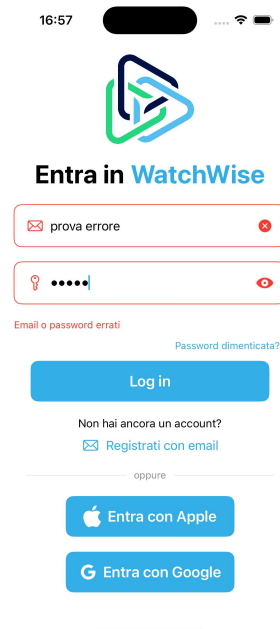 16:57
Entra in WatchWise
prova errore
•••••
Email o password errati
Password dimenticata?
Log in
Non hai ancora un account?
Registrati con email
oppure
Entra con Apple
G Entra con Google